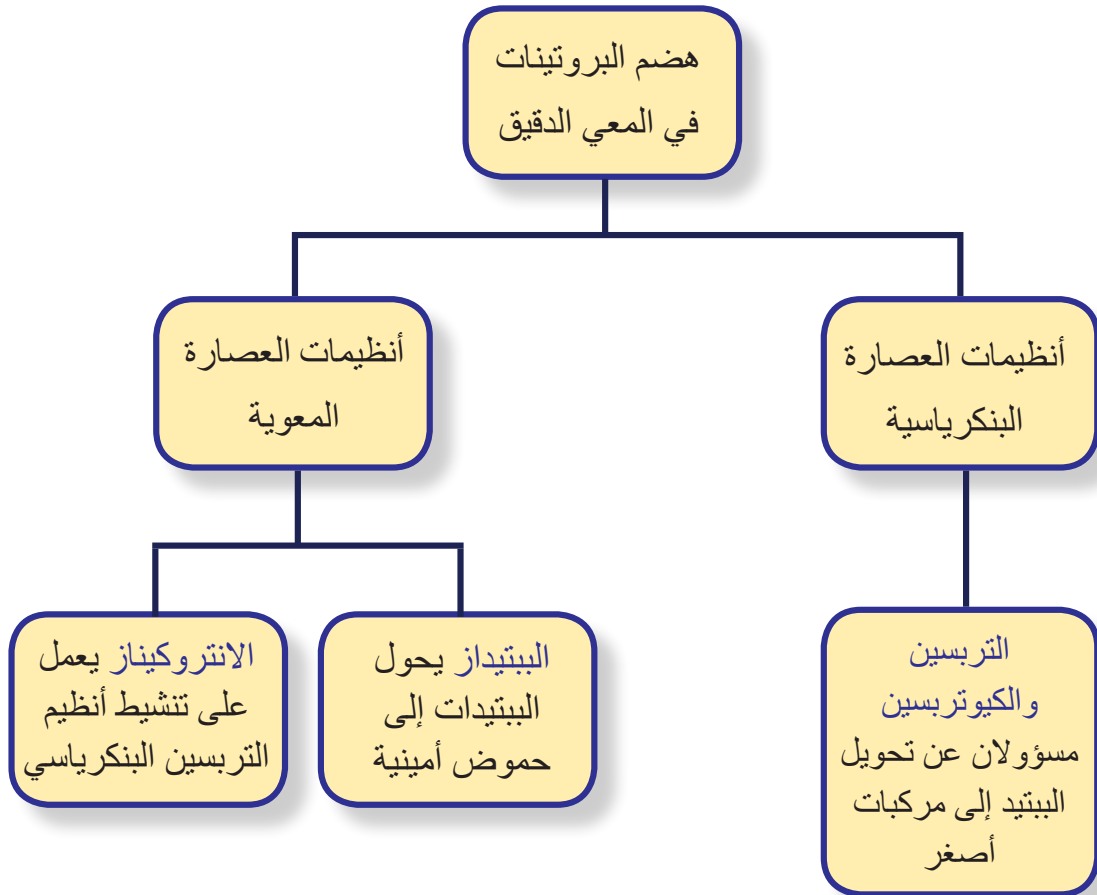 هضم البروتينات
في المعي الدقيق
أنظيمات العصارة
البنكرياسية
أنظيمات العصارة
المعوية
التربسين
والكيوتربسين
مسؤولان عن تحويل
الببتيد إلى مركبات
أصغر
الببتيداز يحول
الببتيدات إلى
حموض أمينية
الانتروكيناز يعمل
على تنشيط أنظيم
التربسين البنكرياسي